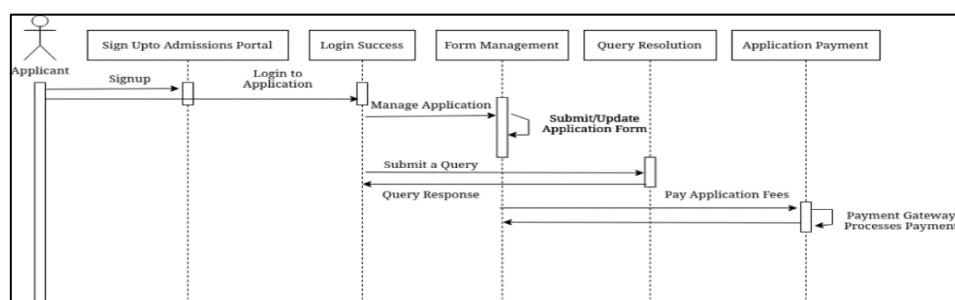 Sign Upto Admissions Portal
Login Success
Form Management
Query Resolution
Application Payment
Applicant
Signup
Login to
Application
Manage Application
Submit/Update
Application Form
Submit a Query
Query Response
Pay Application Fees
Payment Gateway
Processes Payment